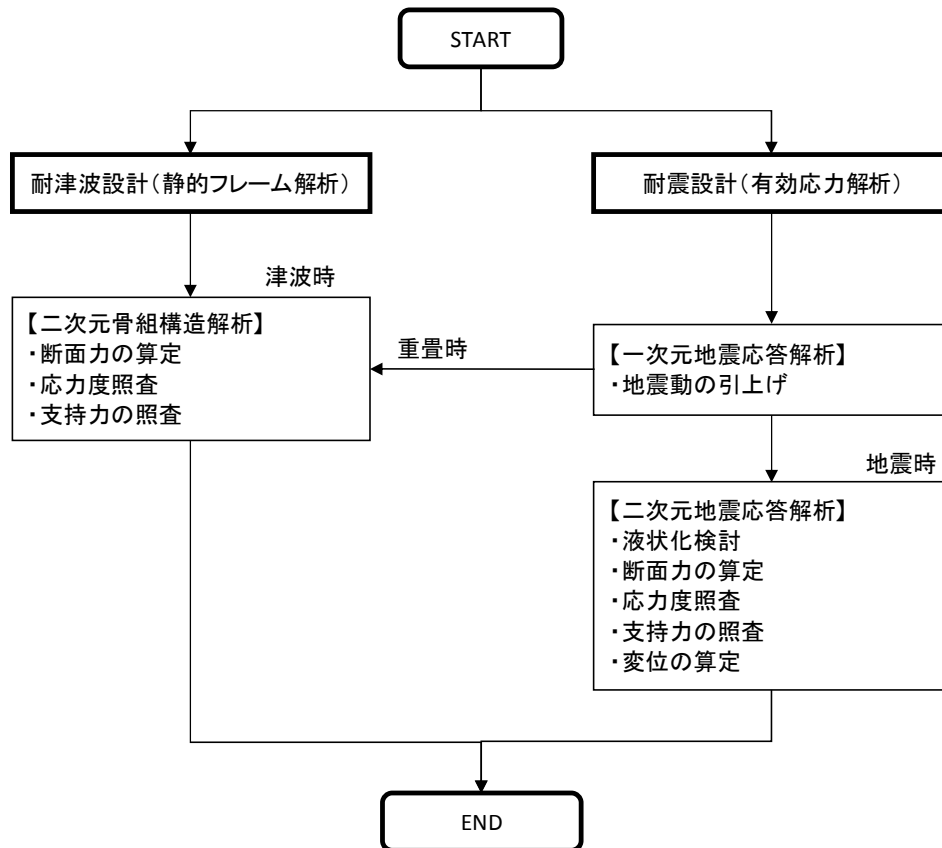 START
耐津波設計(静的フレーム解析)
耐震設計(有効応力解析)
津波時
【二次元骨組構造解析】
・断面力の算定
・応力度照査
・支持力の照査
重畳時
【一次元地震応答解析】
・地震動の引上げ
地震時
【二次元地震応答解析】
・液状化検討
・断面力の算定
・応力度照査
・支持力の照査
・変位の算定
END